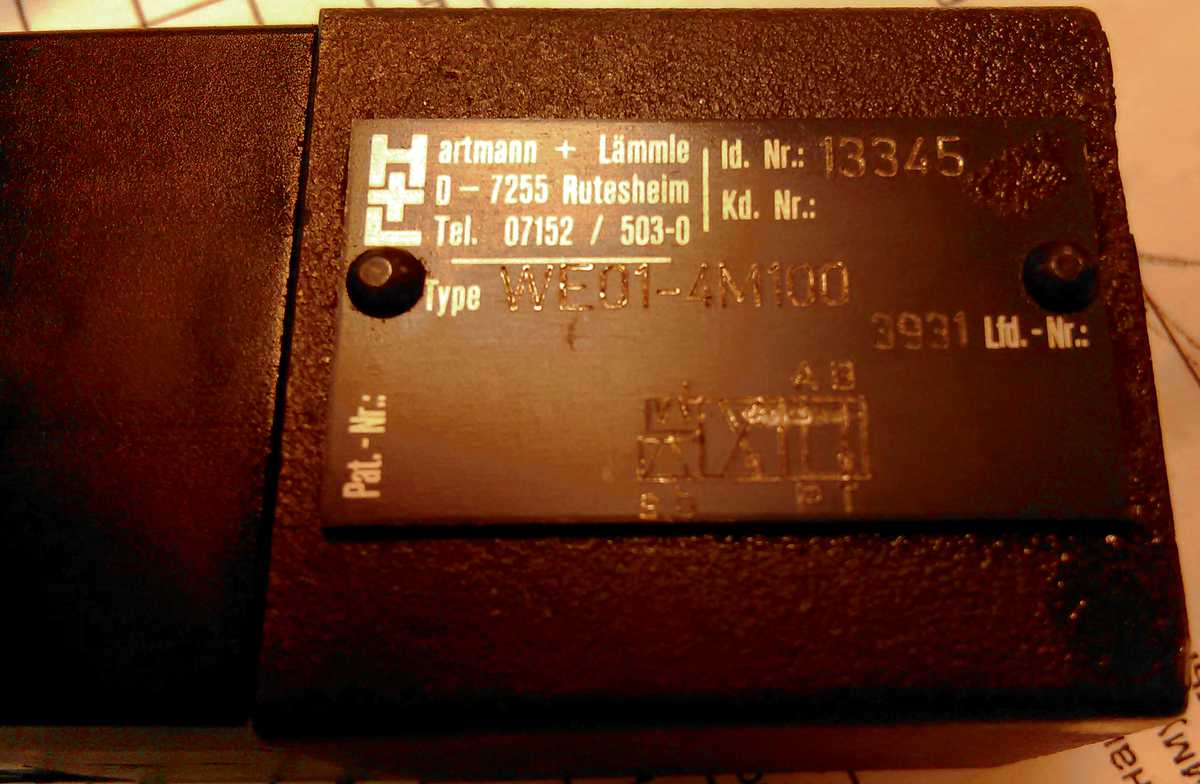 H artmann + Lämmle
D - 7255 Rutesheim
Tel. 07152 / 503-0
Id. Nr.: 13345
Kd. Nr.:
Type WE01-4M100
3931 Lfd.-Nr.:
Pat.-Nr.:
A B
a b
P T